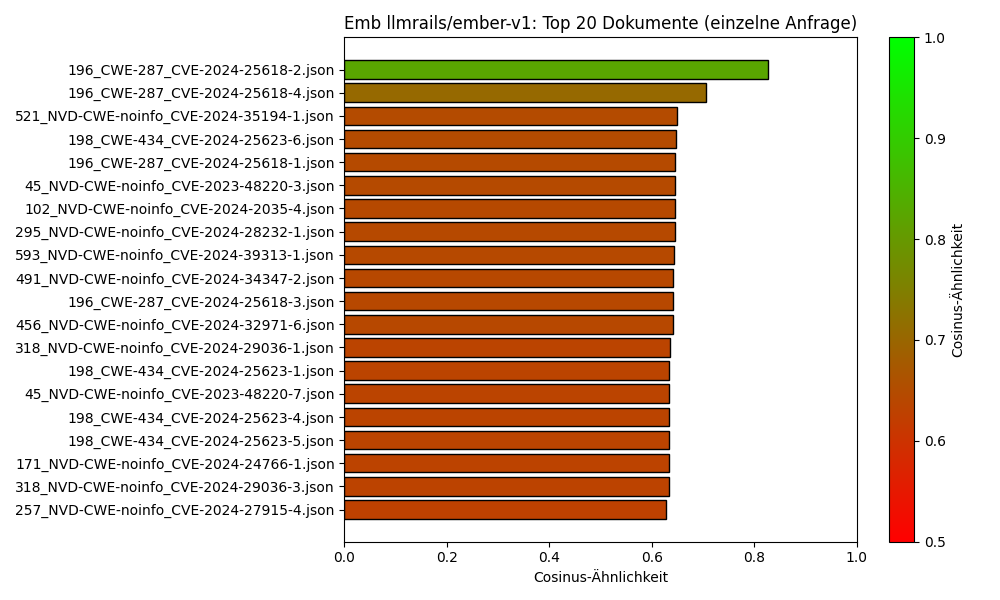 Emb llmrails/ember-v1: Top 20 Dokumente (einzelne Anfrage)
196_CWE-287_CVE-2024-25618-2.json
196_CWE-287_CVE-2024-25618-4.json
521_NVD-CWE-noinfo_CVE-2024-35194-1.json
198_CWE-434_CVE-2024-25623-6.json
196_CWE-287_CVE-2024-25618-1.json
45_NVD-CWE-noinfo_CVE-2023-48220-3.json
102_NVD-CWE-noinfo_CVE-2024-2035-4.json
295_NVD-CWE-noinfo_CVE-2024-28232-1.json
593_NVD-CWE-noinfo_CVE-2024-39313-1.json
491_NVD-CWE-noinfo_CVE-2024-34347-2.json
196_CWE-287_CVE-2024-25618-3.json
456_NVD-CWE-noinfo_CVE-2024-32971-6.json
318_NVD-CWE-noinfo_CVE-2024-29036-1.json
198_CWE-434_CVE-2024-25623-1.json
45_NVD-CWE-noinfo_CVE-2023-48220-7.json
198_CWE-434_CVE-2024-25623-4.json
198_CWE-434_CVE-2024-25623-5.json
171_NVD-CWE-noinfo_CVE-2024-24766-1.json
318_NVD-CWE-noinfo_CVE-2024-29036-3.json
257_NVD-CWE-noinfo_CVE-2024-27915-4.json
0.0 0.2 0.4 0.6 0.8 1.0
Cosinus-Ähnlichkeit
1.0
0.9
0.8
0.7
0.6
0.5
Cosinus-Ähnlichkeit